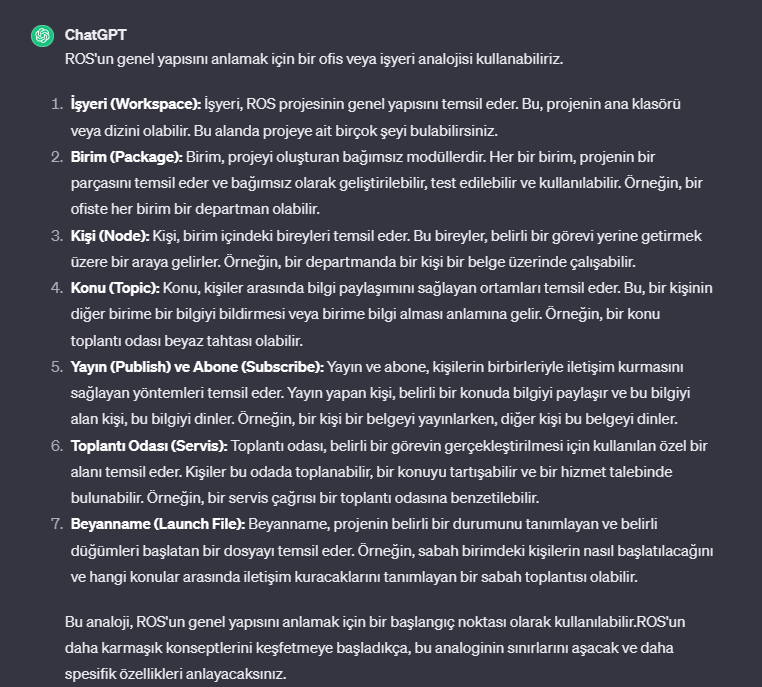 ChatGPT
ROS'un genel yapısını anlamak için bir ofis veya işyeri analojisi kullanabiliriz.
1. İşyeri (Workspace): İşyeri, ROS projesinin genel yapısını temsil eder. Bu, projenin ana klasörü
veya dizini olabilir. Bu alanda projeye ait birçok şeyi bulabilirsiniz.
2. Birim (Package): Birim, projeyi oluşturan bağımsız modüllerdir. Her bir birim, projenin bir
parçasını temsil eder ve bağımsız olarak geliştirilebilir, test edilebilir ve kullanılabilir. Örneğin, bir
ofiste her birim bir departman olabilir.
3. Kişi (Node): Kişi, birim içindeki bireyleri temsil eder. Bu bireyler, belirli bir görevi yerine getirmek
üzere bir araya gelirler. Örneğin, bir departmanda bir kişi bir belge üzerinde çalışabilir.
4. Konu (Topic): Konu, kişiler arasında bilgi paylaşımını sağlayan ortamları temsil eder. Bu, bir kişinin
diğer birime bir bilgiyi bildirmesi veya birime bilgi alması anlamına gelir. Örneğin, bir konu
toplantı odası beyaz tahtası olabilir.
5. Yayın (Publish) ve Abone (Subscribe): Yayın ve abone, kişilerin birbirleriyle iletişim kurmasını
sağlayan yöntemleri temsil eder. Yayın yapan kişi, belirli bir konuda bilgiyi paylaşır ve bu bilgiyi
alan kişi, bu bilgiyi dinler. Örneğin, bir kişi bir belgeyi yayınlarken, diğer kişi bu belgeyi dinler.
6. Toplantı Odası (Servis): Toplantı odası, belirli bir görevin gerçekleştirilmesi için kullanılan özel bir
alanı temsil eder. Kişiler bu odada toplanabilir, bir konuyu tartışabilir ve bir hizmet talebinde
bulunabilir. Örneğin, bir servis çağrısı bir toplantı odasına benzetilebilir.
7. Beyanname (Launch File): Beyanname, projenin belirli bir durumunu tanımlayan ve belirli
düğümleri başlatan bir dosyayı temsil eder. Örneğin, sabah birimdeki kişilerin nasıl başlatılacağını
ve hangi konular arasında iletişim kuracaklarını tanımlayan bir sabah toplantısı olabilir.
Bu analoji, ROS'un genel yapısını anlamak için bir başlangıç noktası olarak kullanılabilir.ROS'un
daha karmaşık konseptlerini keşfetmeye başladıkça, bu analoginin sınırlarını aşacak ve daha
spesifik özellikleri anlayacaksınız.